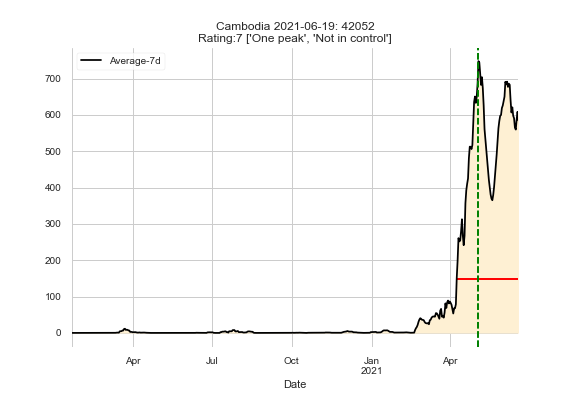 Cambodia 2021-06-19: 42052
Rating:7 ['One peak', 'Not in control']
Average-7d
700
600
500
400
300
200
100
0
Apr
Jul
Oct
Jan
2021
Apr
Date